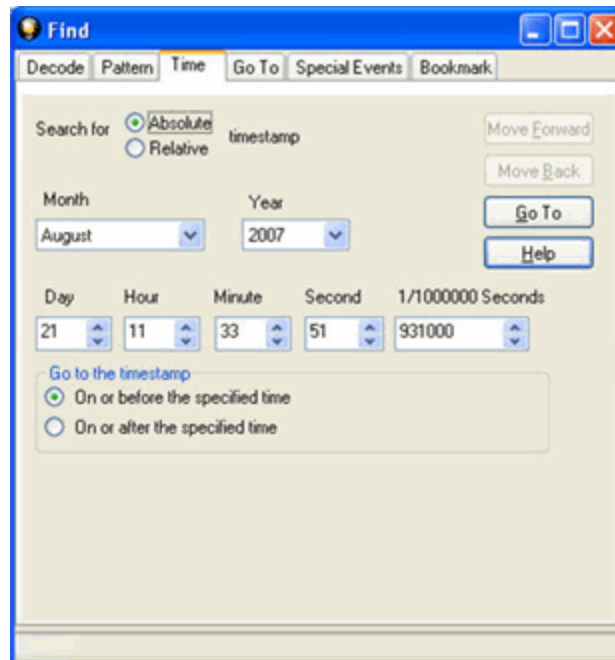 Find
Decode Pattern Time Go To Special Events Bookmark
Search for Absolute timestamp
Relative
Move Forward
Move Back
Go To
Help
Month Year
August 2007
Day Hour Minute Second 1/1000000 Seconds
21 11 33 51 931000
Go to the timestamp
On or before the specified time
On or after the specified time